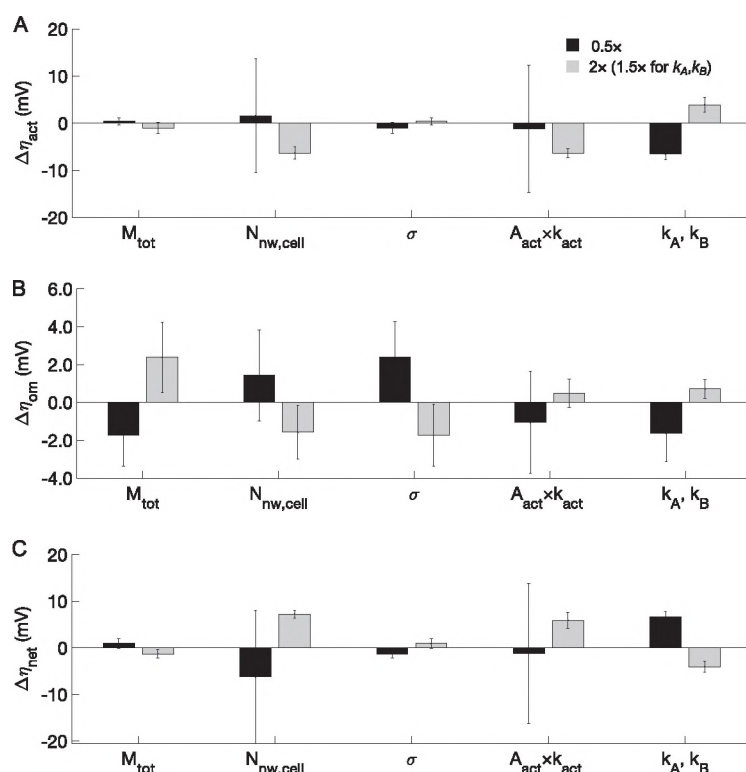 A
20
10
0
-10
-20
Δη_act (mV)
0.5×
2× (1.5× for k_A,k_B)
M_tot N_nw,cell σ A_act×k_act k_A, k_B
B
6.0
4.0
2.0
0.0
-2.0
-4.0
Δη_om (mV)
M_tot N_nw,cell σ A_act×k_act k_A, k_B
C
20
10
0
-10
-20
Δη_net (mV)
M_tot N_nw,cell σ A_act×k_act k_A, k_B